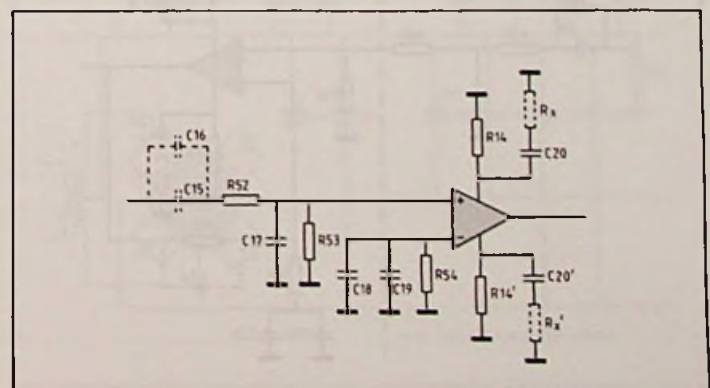 Rx
R14
C20
C16
C15
R52
+
C17
R53
−
C18
C19
R54
R14'
C20'
Rx'